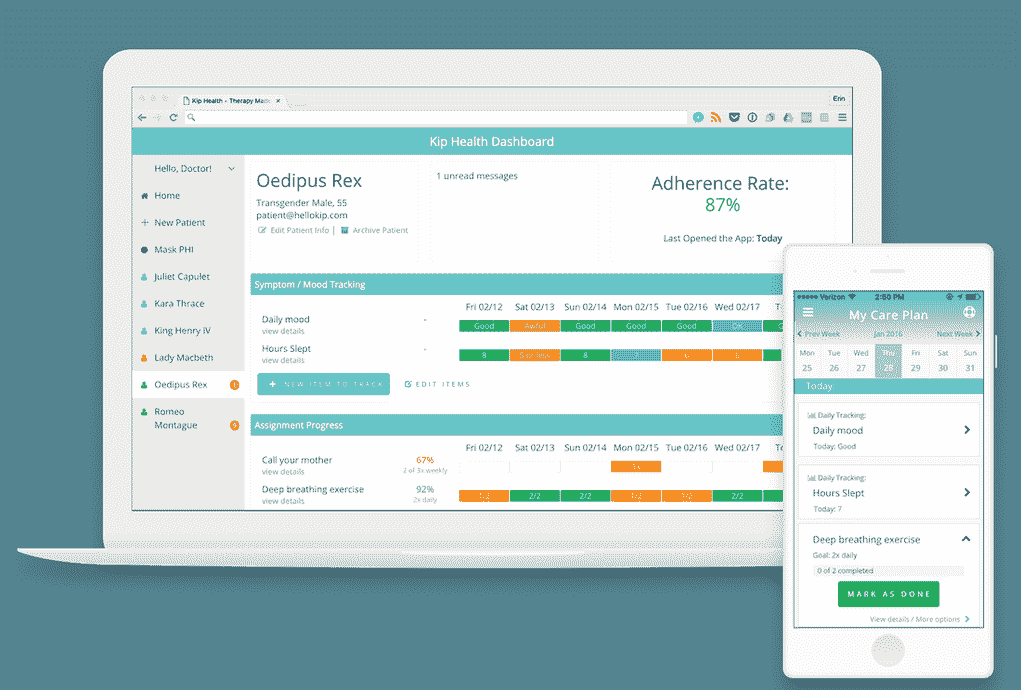 Kip Health - Therapy Made
Erin
Kip Health Dashboard
Hello, Doctor!
Home
New Patient
Mask PHI
Juliet Capulet
Kara Thrace
King Henry IV
Lady Macbeth
Oedipus Rex
Romeo
Montague
Oedipus Rex
Transgender Male, 55
patient@hellokip.com
Edit Patient Info | Archive Patient
1 unread messages
Adherence Rate:
87%
Last Opened the App: Today
Symptom / Mood Tracking
Fri 02/12 Sat 02/13 Sun 02/14 Mon 02/15 Tue 02/16 Wed 02/17 T
Daily mood - Good Awful Good Good Good OK G
view details
Hours Slept - 8 5 or less 8 7 6 6
view details
+ NEW ITEM TO TRACK EDIT ITEMS
Assignment Progress
Fri 02/12 Sat 02/13 Sun 02/14 Mon 02/15 Tue 02/16 Wed 02/17 T
Call your mother 67% 1x
view details 2 of 3x weekly
Deep breathing exercise 92% 1/2 2/2 2/2 1/2 1/2 2/2
view details 2x daily
Verizon 2:50 PM
My Care Plan
Prev Week Jan 2016 Next Week
Mon Tue Wed Thu Fri Sat Sun
25 26 27 28 29 30 31
Today
Daily Tracking:
Daily mood
Today: Good
Daily Tracking:
Hours Slept
Today: 7
Deep breathing exercise
Goal: 2x daily
0 of 2 completed
MARK AS DONE
View details / More options